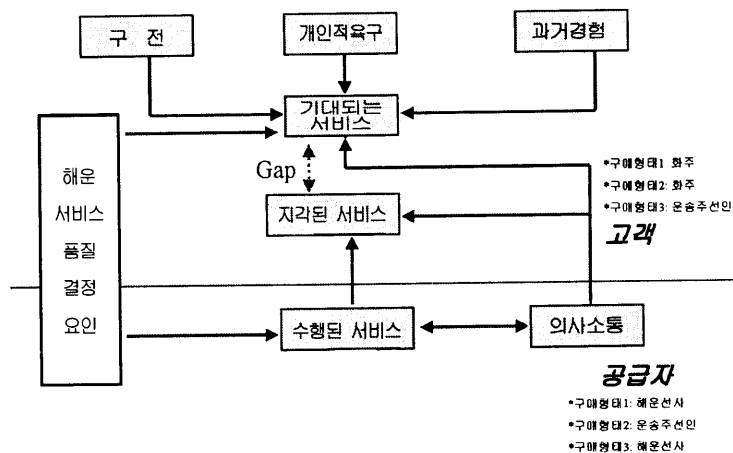 구 전
개인적욕구
과거경험
기대되는
서비스
해운
서비스
품질
결정
요인
Gap
지각된 서비스
*구매형태1 화주
*구매형태2: 화주
*구매형태3: 운송주선인
고객
수행된 서비스
의사소통
공급자
*구매형태1: 해운선사
*구매형태2: 운송주선인
*구매형태3: 해운선사